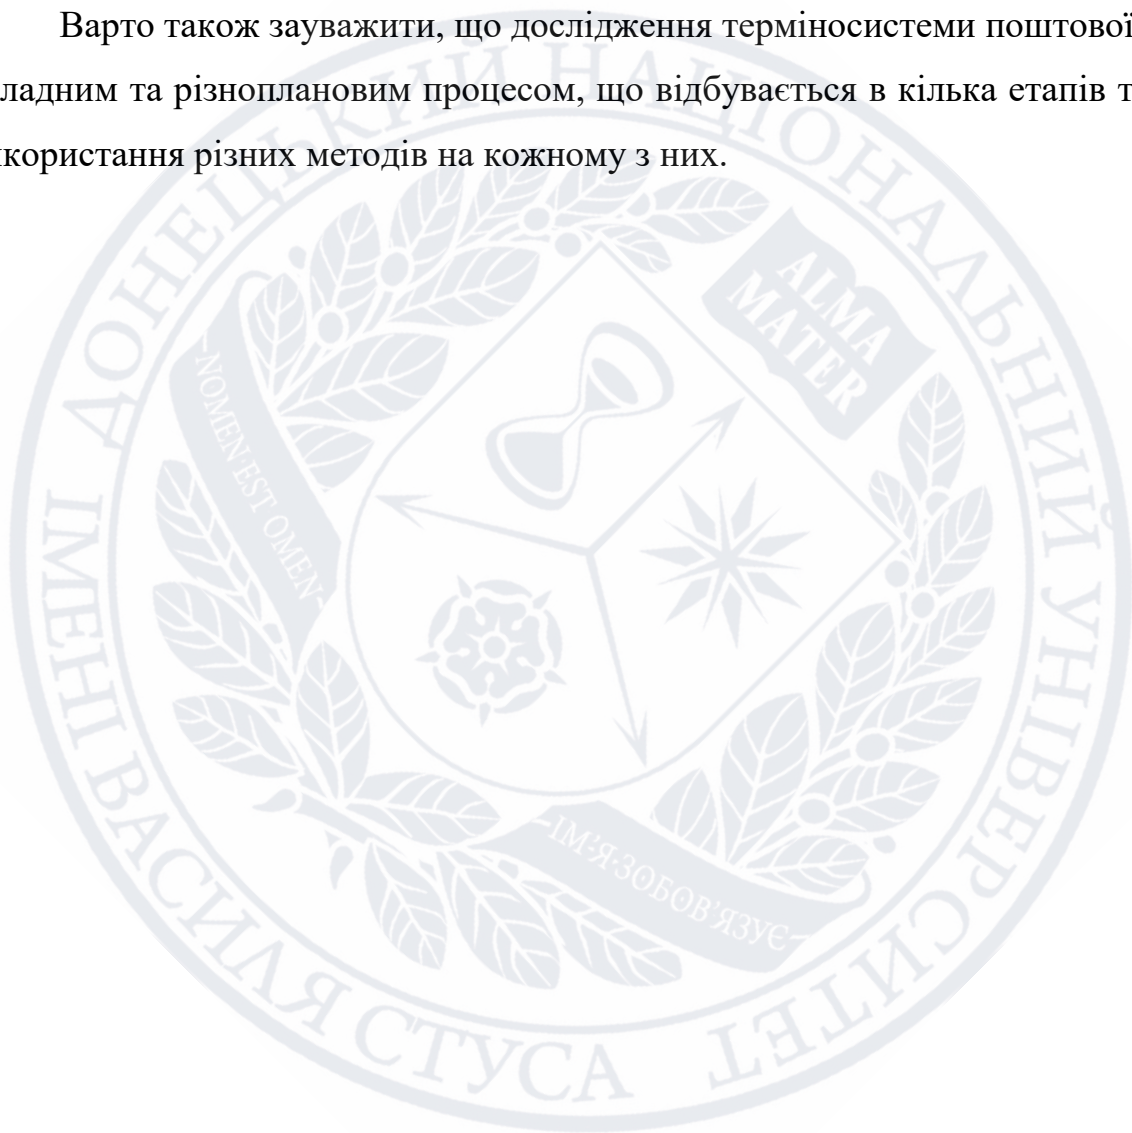 Варто також зауважити, що дослідження терміносистеми поштової
ладним та різноплановим процесом, що відбувається в кілька етапів т
икористання різних методів на кожному з них.
ДОНЕЦЬКИЙ НАЦІОНАЛЬНИЙ УНІВЕРСИТЕТ
ІМЕНІ ВАСИЛЯ СТУСА
ALMA
MATER
NOMEN EST OMEN
ІМ'Я ЗОБОВ'ЯЗУЄ